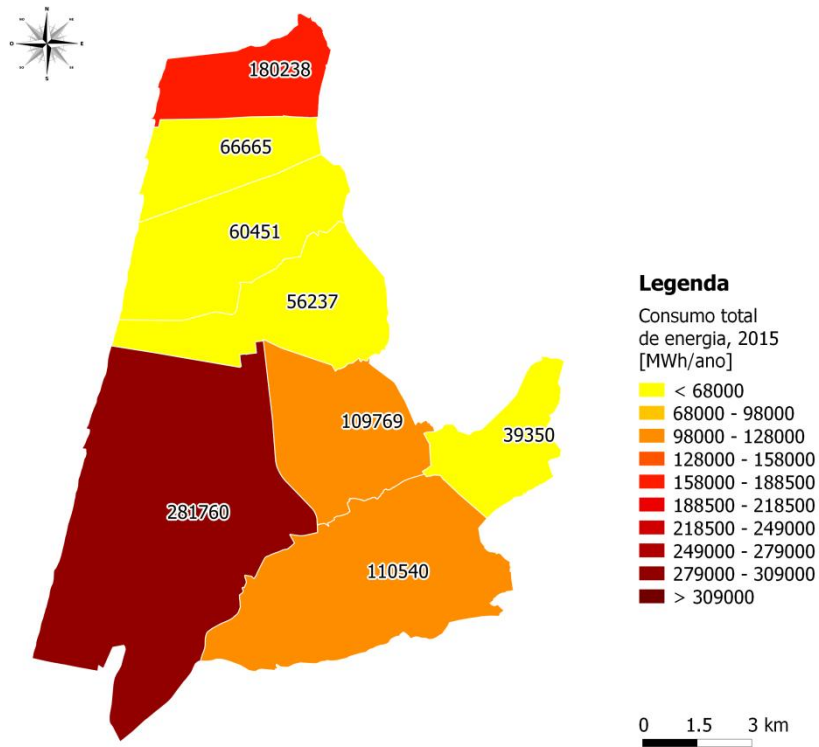 N
O
E
S
180238
66665
60451
56237
109769
39350
281760
110540
Legenda
Consumo total
de energia, 2015
[MWh/ano]
< 68000
68000 - 98000
98000 - 128000
128000 - 158000
158000 - 188500
188500 - 218500
218500 - 249000
249000 - 279000
279000 - 309000
> 309000
0 1.5 3 km